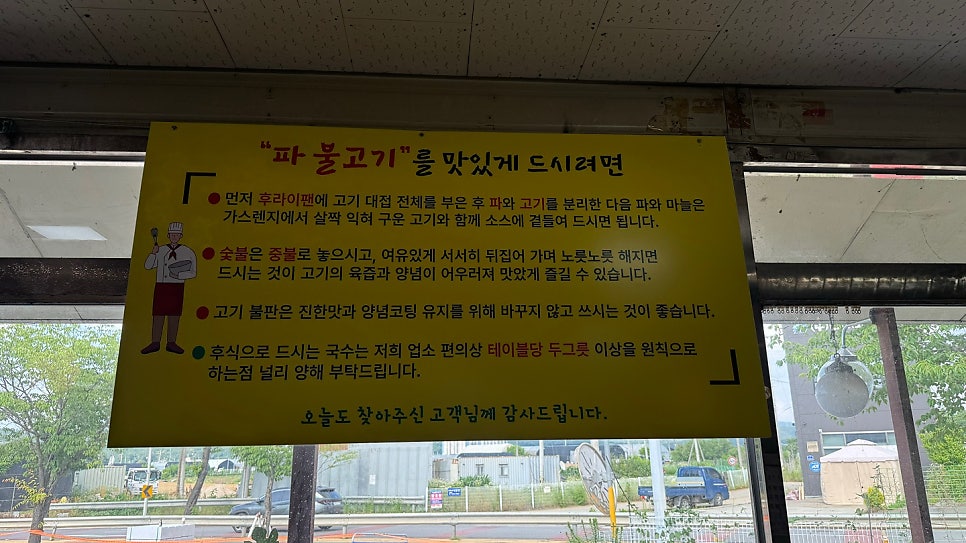 "파 불고기"를 맛있게 드시려면
먼저 후라이팬에 고기 대접 전체를 부은 후 파와 고기를 분리한 다음 파와 마늘은
가스렌지에서 살짝 익혀 구운 고기와 함께 소스에 곁들여 드시면 됩니다.
숯불은 중불로 놓으시고, 여유있게 서서히 뒤집어 가며 노릇노릇 해지면
드시는 것이 고기의 육즙과 양념이 어우러져 맛았게 즐길 수 있습니다.
고기 불판은 진한맛과 양념코팅 유지를 위해 바꾸지 않고 쓰시는 것이 좋습니다.
후식으로 드시는 국수는 저희 업소 편의상 테이블당 두그릇 이상을 원칙으로
하는점 널리 양해 부탁드립니다.
오늘도 찾아주신 고객님께 감사드립니다.